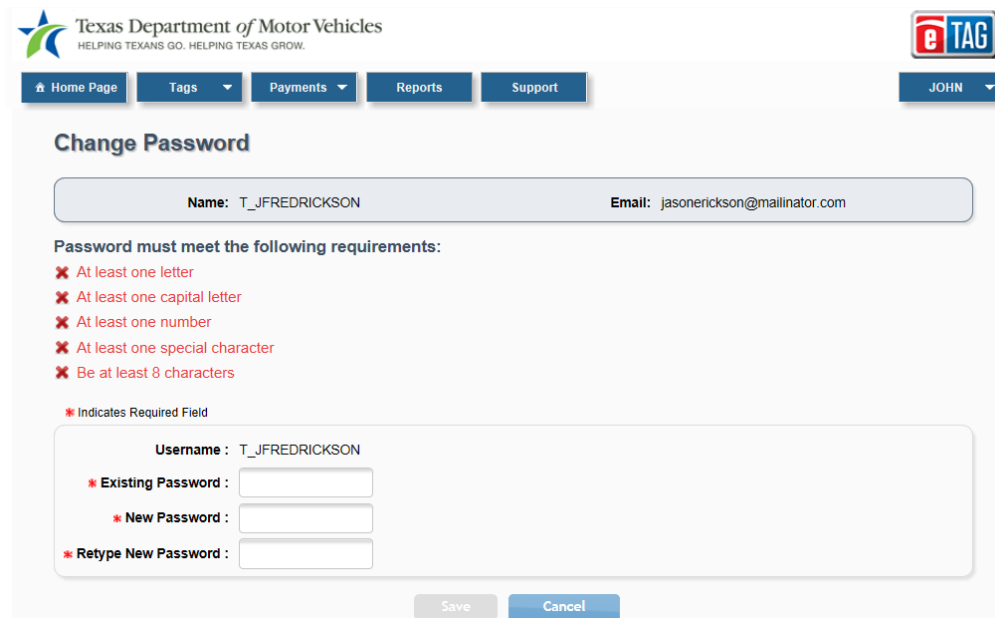 Texas Department of Motor Vehicles
HELPING TEXANS GO. HELPING TEXAS GROW.
e TAG
Home Page Tags Payments Reports Support JOHN
Change Password
Name: T_JFREDRICKSON Email: jasonerickson@mailinator.com
Password must meet the following requirements:
At least one letter
At least one capital letter
At least one number
At least one special character
Be at least 8 characters
* Indicates Required Field
Username : T_JFREDRICKSON
* Existing Password :
* New Password :
* Retype New Password :
Save Cancel